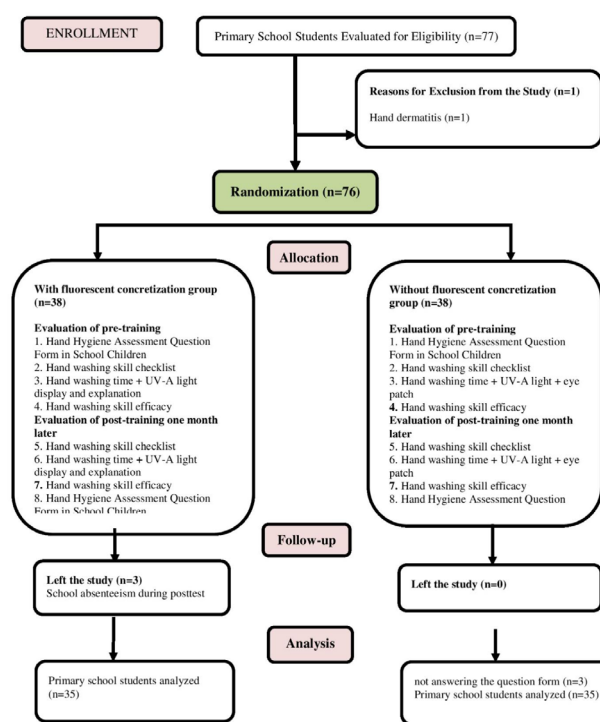 ENROLLMENT
Primary School Students Evaluated for Eligibility (n=77)
Reasons for Exclusion from the Study (n=1)
Hand dermatitis (n=1)
Randomization (n=76)
Allocation
With fluorescent concretization group
(n=38)
Evaluation of pre-training
1. Hand Hygiene Assessment Question
Form in School Children
2. Hand washing skill checklist
3. Hand washing time + UV-A light
display and explanation
4. Hand washing skill efficacy
Evaluation of post-training one month
later
5. Hand washing skill checklist
6. Hand washing time + UV-A light
display and explanation
7. Hand washing skill efficacy
8. Hand Hygiene Assessment Question
Form in School Children
Without fluorescent concretization
group (n=38)
Evaluation of pre-training
1. Hand Hygiene Assessment Question
Form in School Children
2. Hand washing skill checklist
3. Hand washing time + UV-A light + eye
patch
4. Hand washing skill efficacy
Evaluation of post-training one month
later
5. Hand washing skill checklist
6. Hand washing time + UV-A light + eye
patch
7. Hand washing skill efficacy
8. Hand Hygiene Assessment Question
Follow-up
Left the study (n=3)
School absenteeism during posttest
Left the study (n=0)
Analysis
Primary school students analyzed
(n=35)
not answering the question form (n=3)
Primary school students analyzed (n=35)